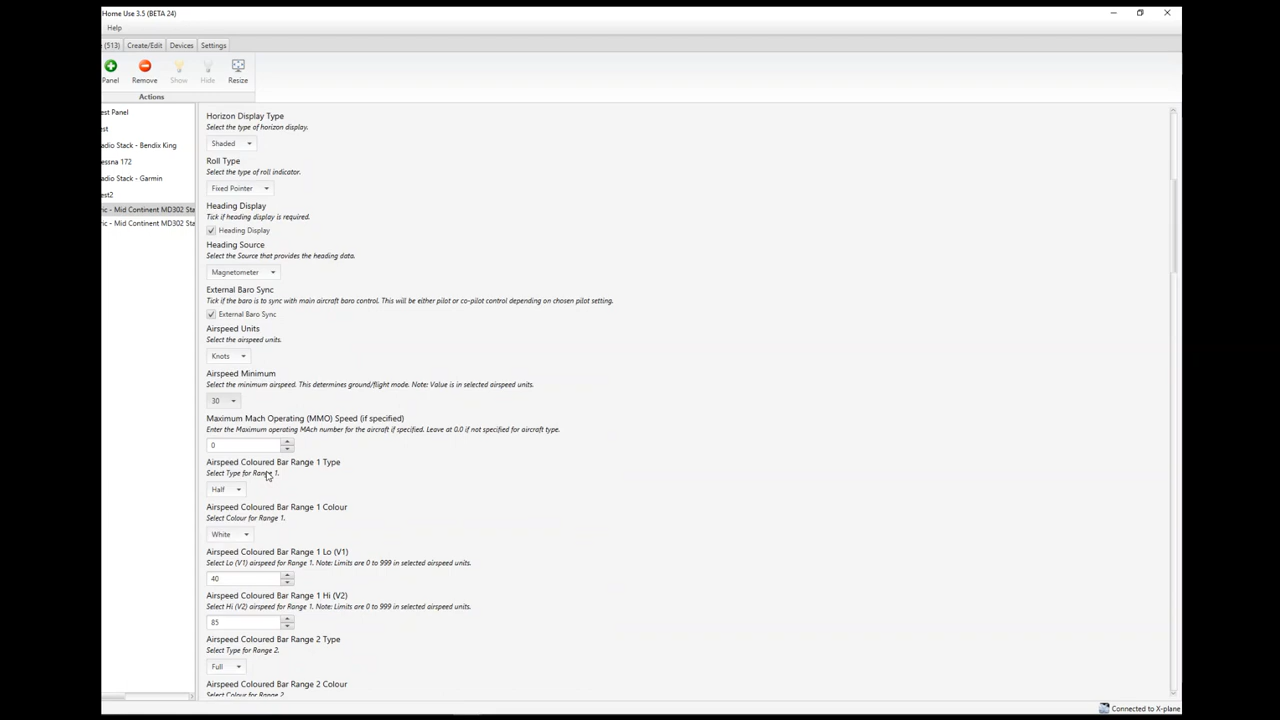 Home Use 3.5 (BETA 24)
Help
(513) Create/Edit Devices Settings
Panel Remove Show Hide Resize
Actions
est Panel
est
adio Stack - Bendix King
essna 172
adio Stack - Garmin
est2
ric - Mid Continent MD302 Sta
ric - Mid Continent MD302 Sta
Horizon Display Type
Select the type of horizon display.
Shaded
Roll Type
Select the type of roll indicator.
Fixed Pointer
Heading Display
Tick if heading display is required.
Heading Display
Heading Source
Select the Source that provides the heading data.
Magnetometer
External Baro Sync
Tick if the baro is to sync with main aircraft baro control. This will be either pilot or co-pilot control depending on chosen pilot setting.
External Baro Sync
Airspeed Units
Select the airspeed units.
Knots
Airspeed Minimum
Select the minimum airspeed. This determines ground/flight mode. Note: Value is in selected airspeed units.
30
Maximum Mach Operating (MMO) Speed (if specified)
Enter the Maximum operating MAch number for the aircraft if specified. Leave at 0.0 if not specified for aircraft type.
0
Airspeed Coloured Bar Range 1 Type
Select Type for Range 1.
Half
Airspeed Coloured Bar Range 1 Colour
Select Colour for Range 1.
White
Airspeed Coloured Bar Range 1 Lo (V1)
Select Lo (V1) airspeed for Range 1. Note: Limits are 0 to 999 in selected airspeed units.
40
Airspeed Coloured Bar Range 1 Hi (V2)
Select Hi (V2) airspeed for Range 1. Note: Limits are 0 to 999 in selected airspeed units.
85
Airspeed Coloured Bar Range 2 Type
Select Type for Range 2.
Full
Airspeed Coloured Bar Range 2 Colour
Select Colour for Range 2.
Connected to X-plane